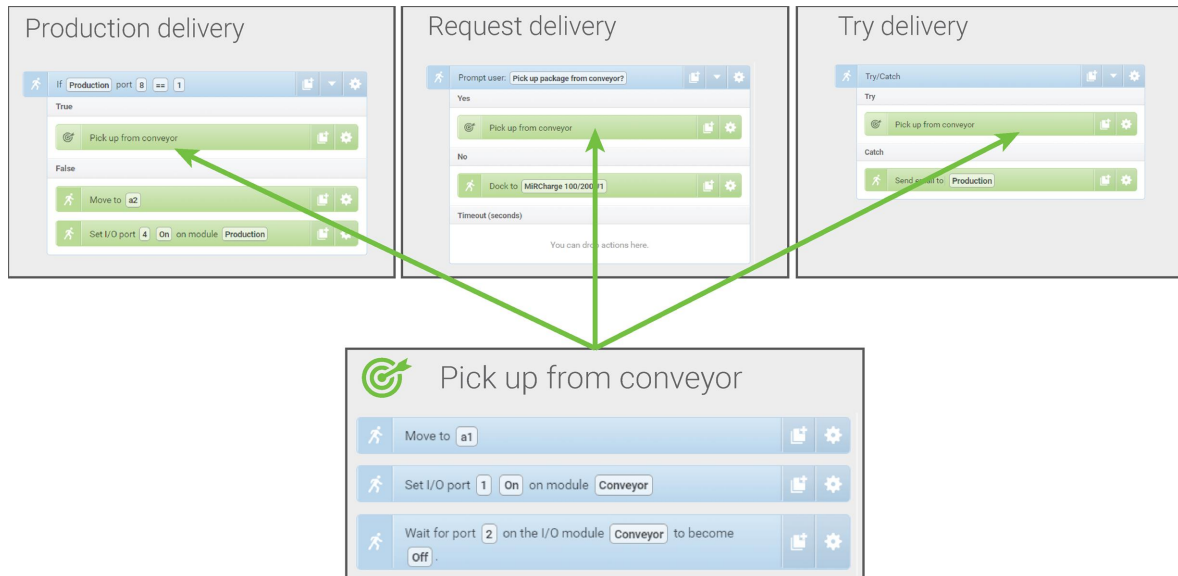 Production delivery
If Production port 8 == 1
True
Pick up from conveyor
False
Move to a2
Set I/O port 4 On on module Production
Request delivery
Prompt user: Pick up package from conveyor?
Yes
Pick up from conveyor
No
Dock to MiRCharge 100/200 #1
Timeout (seconds)
You can drop actions here.
Try delivery
Try/Catch
Try
Pick up from conveyor
Catch
Send email to Production
Pick up from conveyor
Move to a1
Set I/O port 1 On on module Conveyor
Wait for port 2 on the I/O module Conveyor to become
Off .